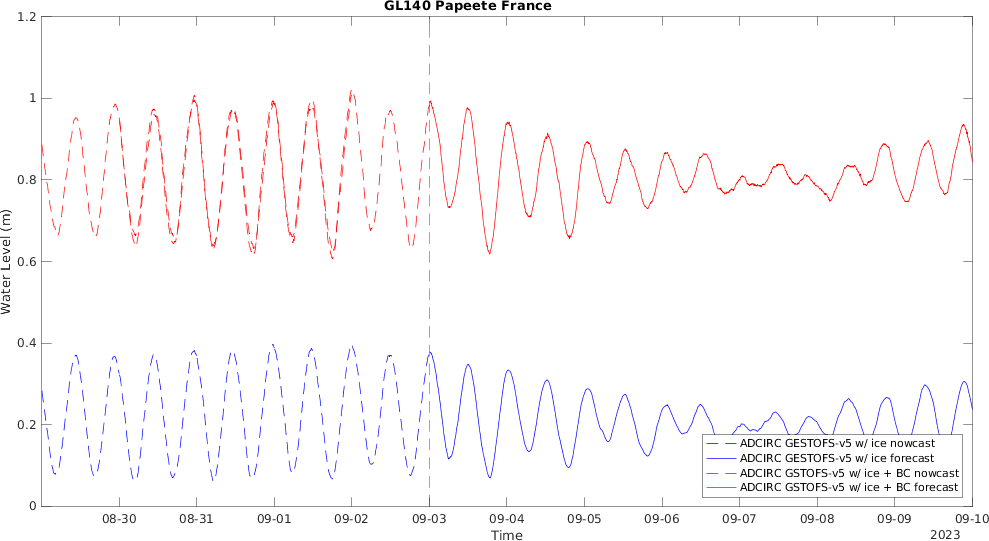 GL140 Papeete France
1.2
1
0.8
0.6
0.4
0.2
0
Water Level (m)
08-30 08-31 09-01 09-02 09-03 09-04 09-05 09-06 09-07 09-08 09-09 09-10
Time
2023
ADCIRC GESTOFS-v5 w/ ice nowcast
ADCIRC GESTOFS-v5 w/ ice forecast
ADCIRC GSTOFS-v5 w/ ice + BC nowcast
ADCIRC GSTOFS-v5 w/ ice + BC forecast